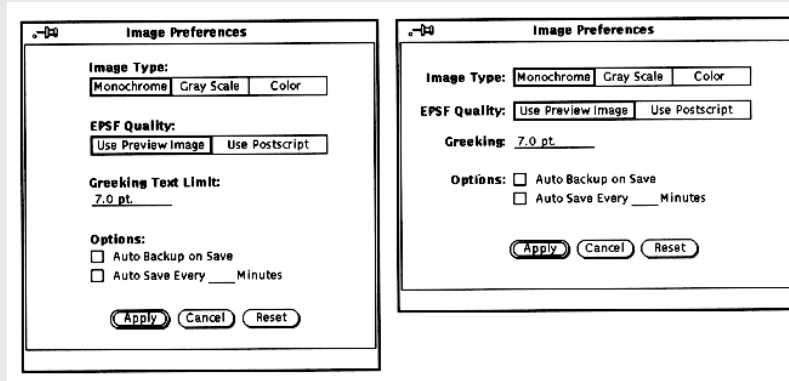 Image Preferences
Image Type:
Monochrome Gray Scale Color
EPSF Quality:
Use Preview Image Use Postscript
Greeking Text Limit:
7.0 pt.
Options:
Auto Backup on Save
Auto Save Every ____ Minutes
Apply Cancel Reset
Image Preferences
Image Type: Monochrome Gray Scale Color
EPSF Quality: Use Preview Image Use Postscript
Greeking: 7.0 pt.
Options: Auto Backup on Save
Auto Save Every ____ Minutes
Apply Cancel Reset